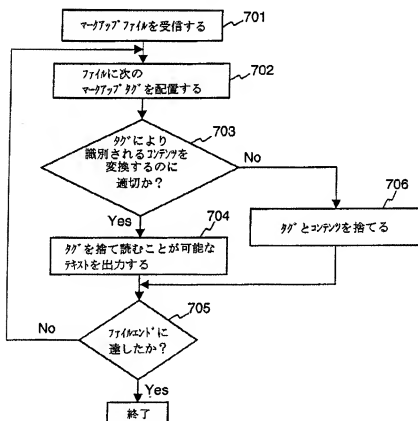 701
マークアップファイルを受信する
702
ファイルに次の
マークアップタグを配置する
703
タグにより
識別されるコンテンツを
変換するのに
適切か?
No
706
Yes
704
タグとコンテンツを捨てる
タグを捨て読むことが可能な
テキストを出力する
705
No
ファイルエンドに
達したか?
Yes
終了